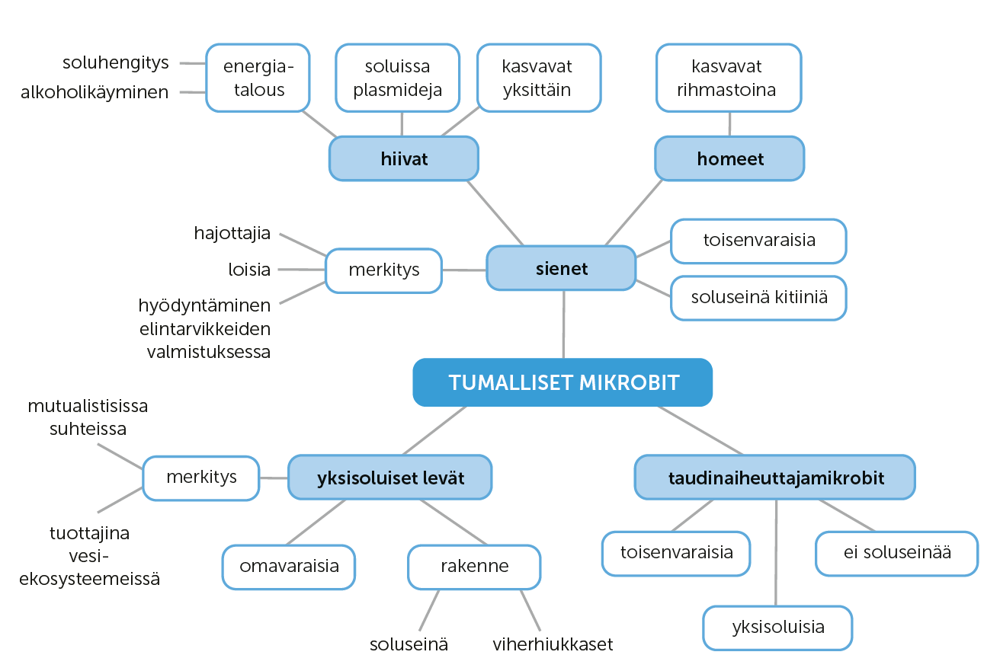 soluhengitys
alkoholikäyminen
energia-
talous
soluissa
plasmideja
kasvavat
yksittäin
kasvavat
rihmastoina
hiivat
homeet
hajottajia
loisia
hyödyntäminen
elintarvikkeiden
valmistuksessa
merkitys
sienet
toisenvaraisia
soluseinä kitiiniä
TUMALLISET MIKROBIT
mutualistisissa
suhteissa
merkitys
tuottajina
vesi-
ekosysteemeissä
yksisoluiset levät
omavaraisia
rakenne
soluseinä
viherhiukkaset
taudinaiheuttajamikrobit
toisenvaraisia
ei soluseinää
yksisoluisia